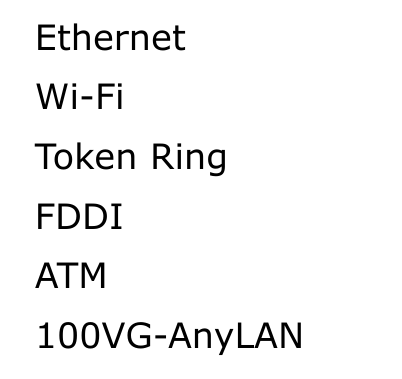 Ethernet
Wi-Fi
Token Ring
FDDI
ATM
100VG-AnyLAN